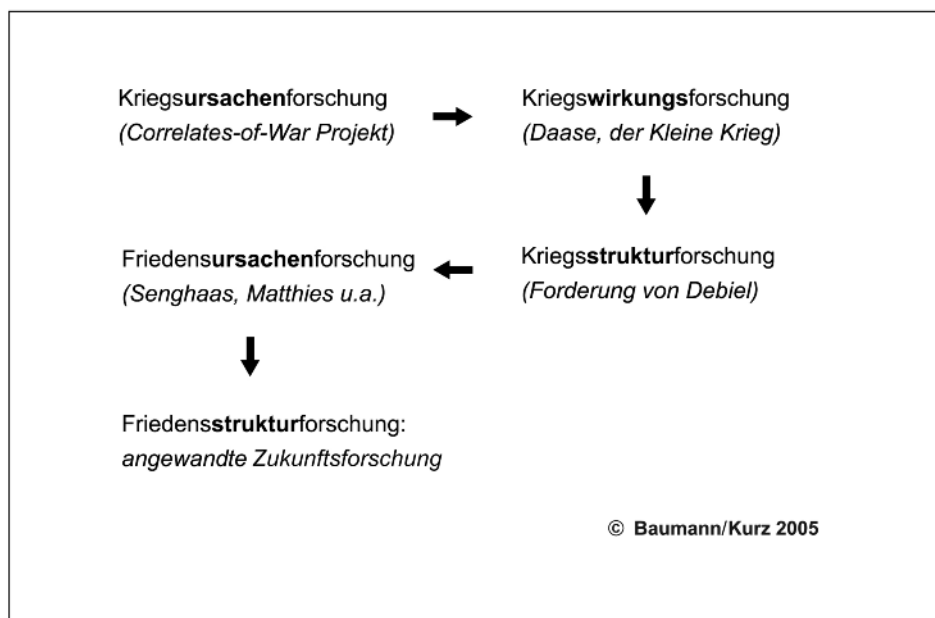 Kriegsursachenforschung
(Correlates-of-War Projekt)
Kriegswirkungsforschung
(Daase, der Kleine Krieg)
Kriegsstrukturforschung
(Forderung von Debiel)
Friedensursachenforschung
(Senghaas, Matthies u.a.)
Friedensstrukturforschung:
angewandte Zukunftsforschung
© Baumann/Kurz 2005